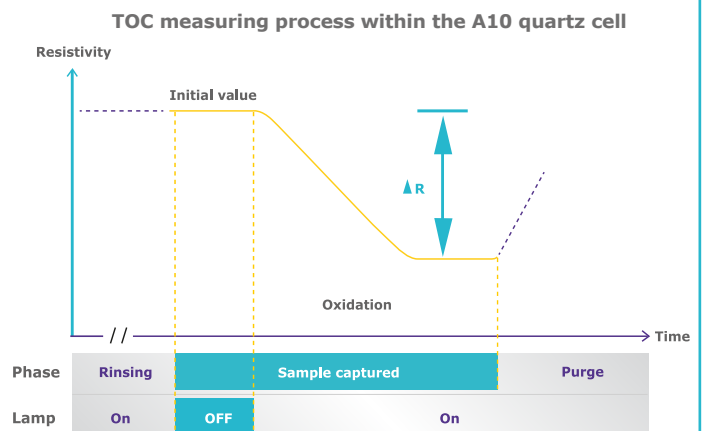 TOC measuring process within the A10 quartz cell
Resistivity
Initial value
▲ R
Oxidation
//
Time
Phase Rinsing Sample captured Purge
Lamp On OFF On